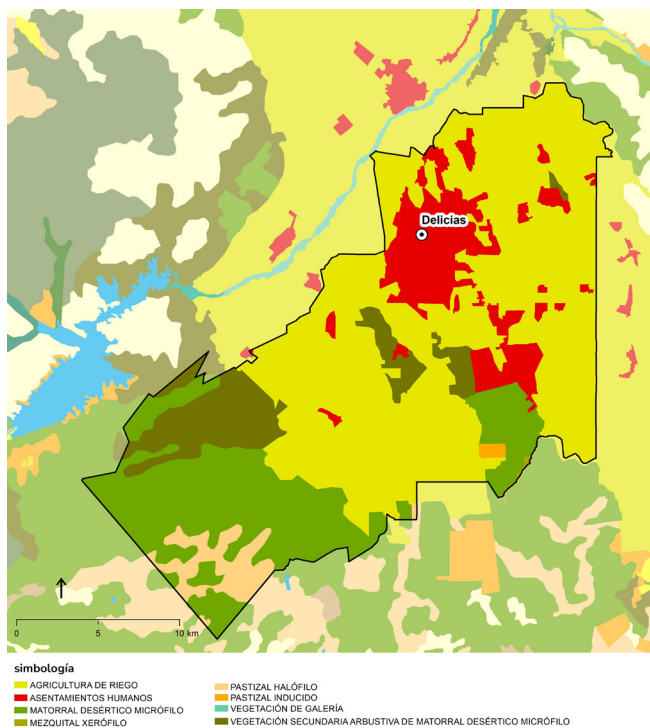 Delicias
0 5 10 km
simbología
AGRICULTURA DE RIEGO
ASENTAMIENTOS HUMANOS
MATORRAL DESÉRTICO MICRÓFILO
MEZQUITAL XERÓFILO
PASTIZAL HALÓFILO
PASTIZAL INDUCIDO
VEGETACIÓN DE GALERÍA
VEGETACIÓN SECUNDARIA ARBUSTIVA DE MATORRAL DESÉRTICO MICRÓFILO